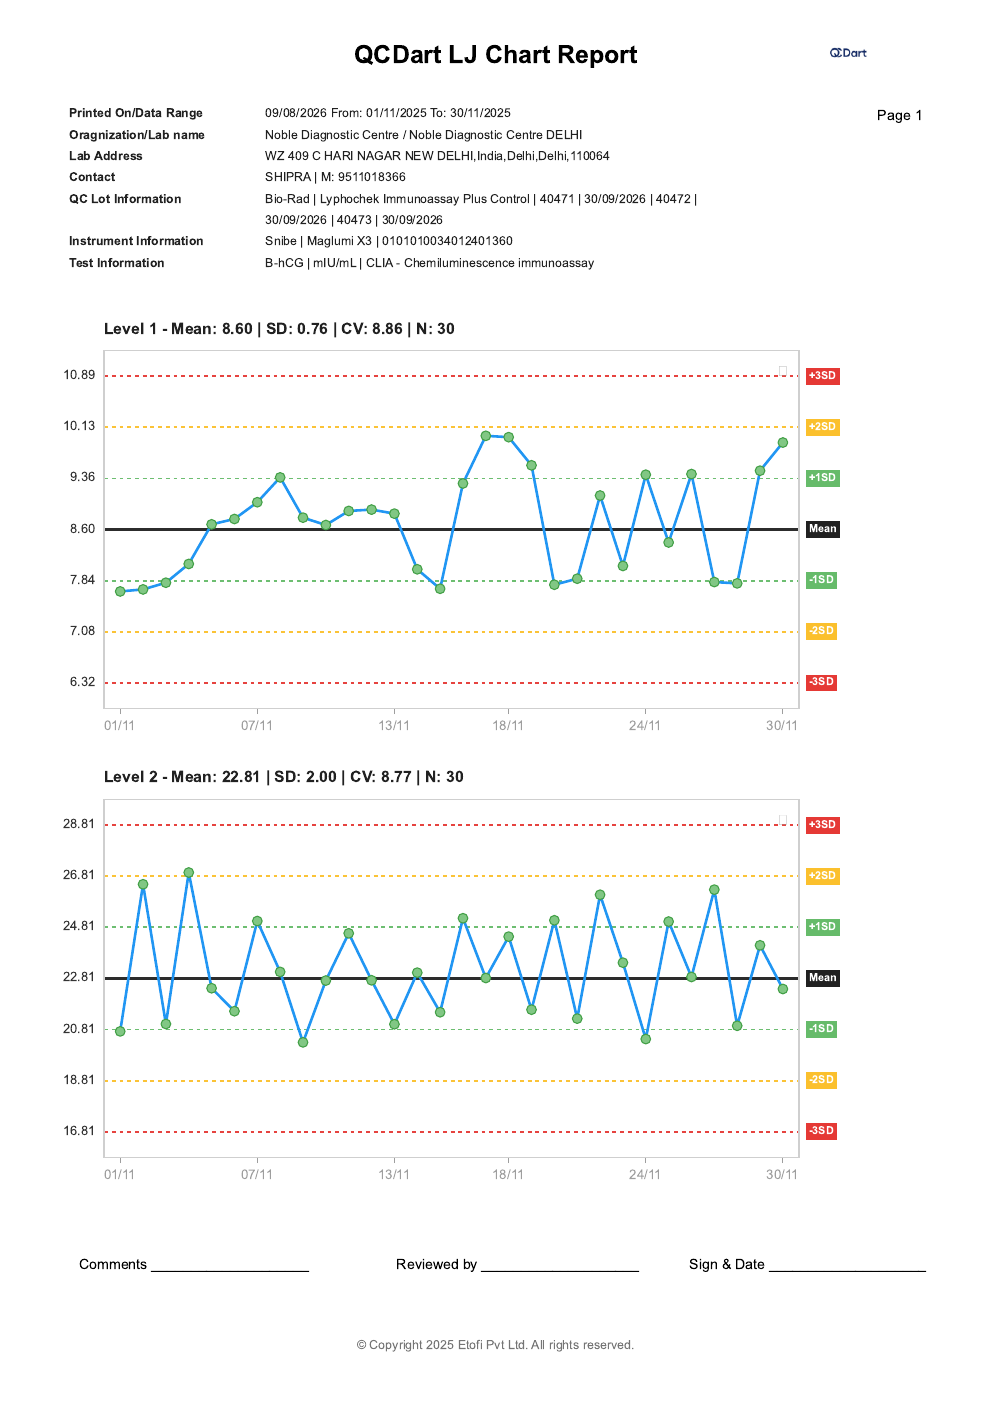 QCDart LJ Chart Report
QCDart
Page 1
Printed On/Data Range 09/08/2026 From: 01/11/2025 To: 30/11/2025
Oragnization/Lab name Noble Diagnostic Centre / Noble Diagnostic Centre DELHI
Lab Address WZ 409 C HARI NAGAR NEW DELHI,India,Delhi,Delhi,110064
Contact SHIPRA | M: 9511018366
QC Lot Information Bio-Rad | Lyphochek Immunoassay Plus Control | 40471 | 30/09/2026 | 40472 |
30/09/2026 | 40473 | 30/09/2026
Instrument Information Snibe | Maglumi X3 | 0101010034012401360
Test Information B-hCG | mIU/mL | CLIA - Chemiluminescence immunoassay
Level 1 - Mean: 8.60 | SD: 0.76 | CV: 8.86 | N: 30
10.89 +3SD
10.13 +2SD
9.36 +1SD
8.60 Mean
7.84 -1SD
7.08 -2SD
6.32 -3SD
01/11 07/11 13/11 18/11 24/11 30/11
Level 2 - Mean: 22.81 | SD: 2.00 | CV: 8.77 | N: 30
28.81 +3SD
26.81 +2SD
24.81 +1SD
22.81 Mean
20.81 -1SD
18.81 -2SD
16.81 -3SD
01/11 07/11 13/11 18/11 24/11 30/11
Comments ____________________ Reviewed by ____________________ Sign & Date ____________________
© Copyright 2025 Etofi Pvt Ltd. All rights reserved.